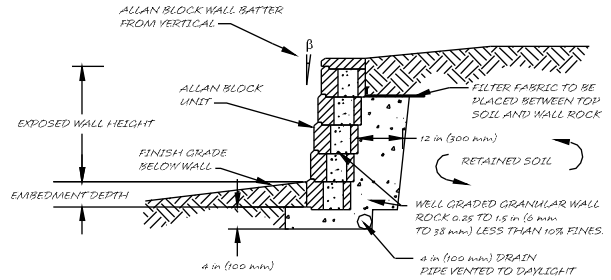 ALLAN BLOCK WALL BATTER
FROM VERTICAL
β
ALLAN BLOCK
UNIT
FILTER FABRIC TO BE
PLACED BETWEEN TOP
SOIL AND WALL ROCK
EXPOSED WALL HEIGHT
12 in (300 mm)
FINISH GRADE
BELOW WALL
RETAINED SOIL
EMBEDMENT DEPTH
WELL GRADED GRANULAR WALL
ROCK 0.25 TO 1.5 in (6 mm
TO 38 mm) LESS THAN 10% FINES.
4 in (100 mm)
4 in (100 mm) DRAIN
PIPE VENTED TO DAYLIGHT